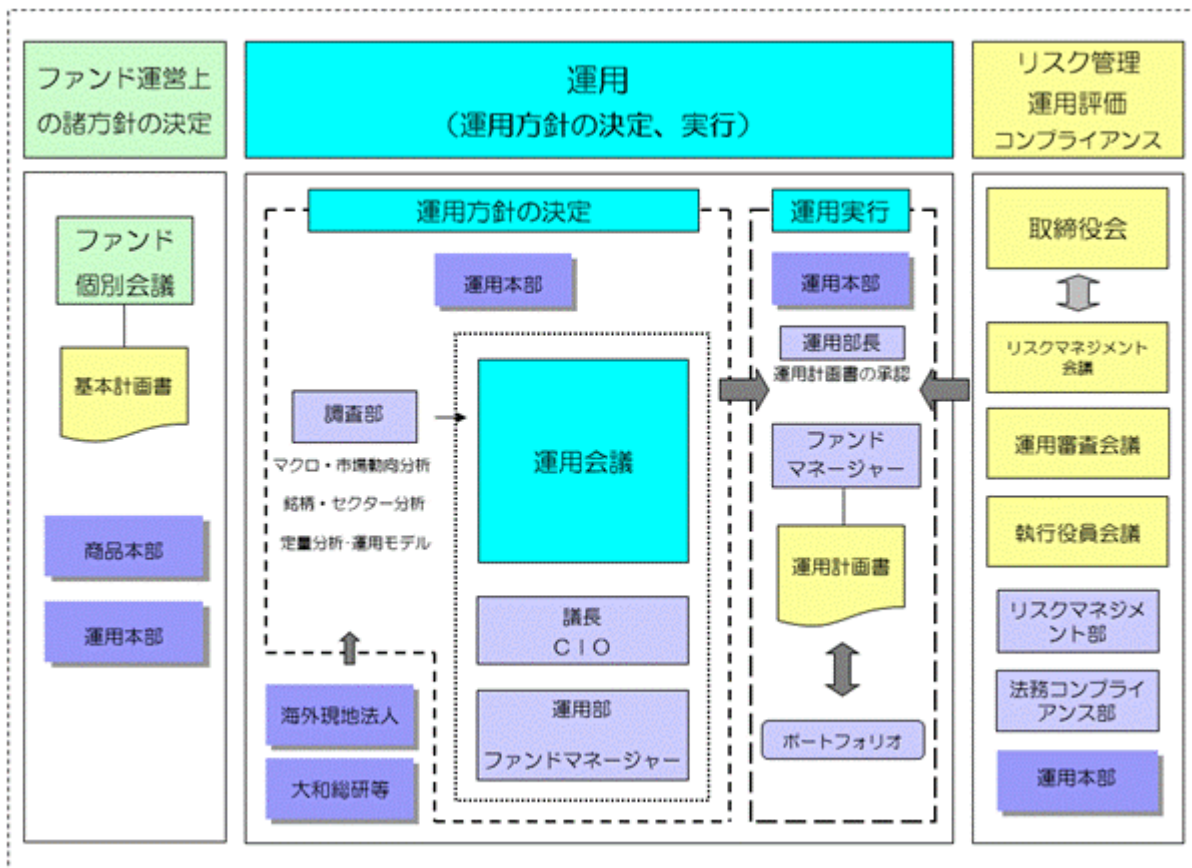 ファンド運営上
の諸方針の決定
運用
（運用方針の決定、実行）
リスク管理
運用評価
コンプライアンス
ファンド
個別会議
基本計画書
商品本部
運用本部
運用方針の決定
運用本部
調査部
マクロ・市場動向分析
銘柄・セクター分析
定量分析・運用モデル
運用会議
議長
CIO
運用部
ファンドマネージャー
海外現地法人
大和総研等
運用実行
運用本部
運用部長
運用計画書の承認
ファンド
マネージャー
運用計画書
ポートフォリオ
取締役会
リスクマネジメント
会議
運用審査会議
執行役員会議
リスクマネジメ
ント部
法務コンプライ
アンス部
運用本部